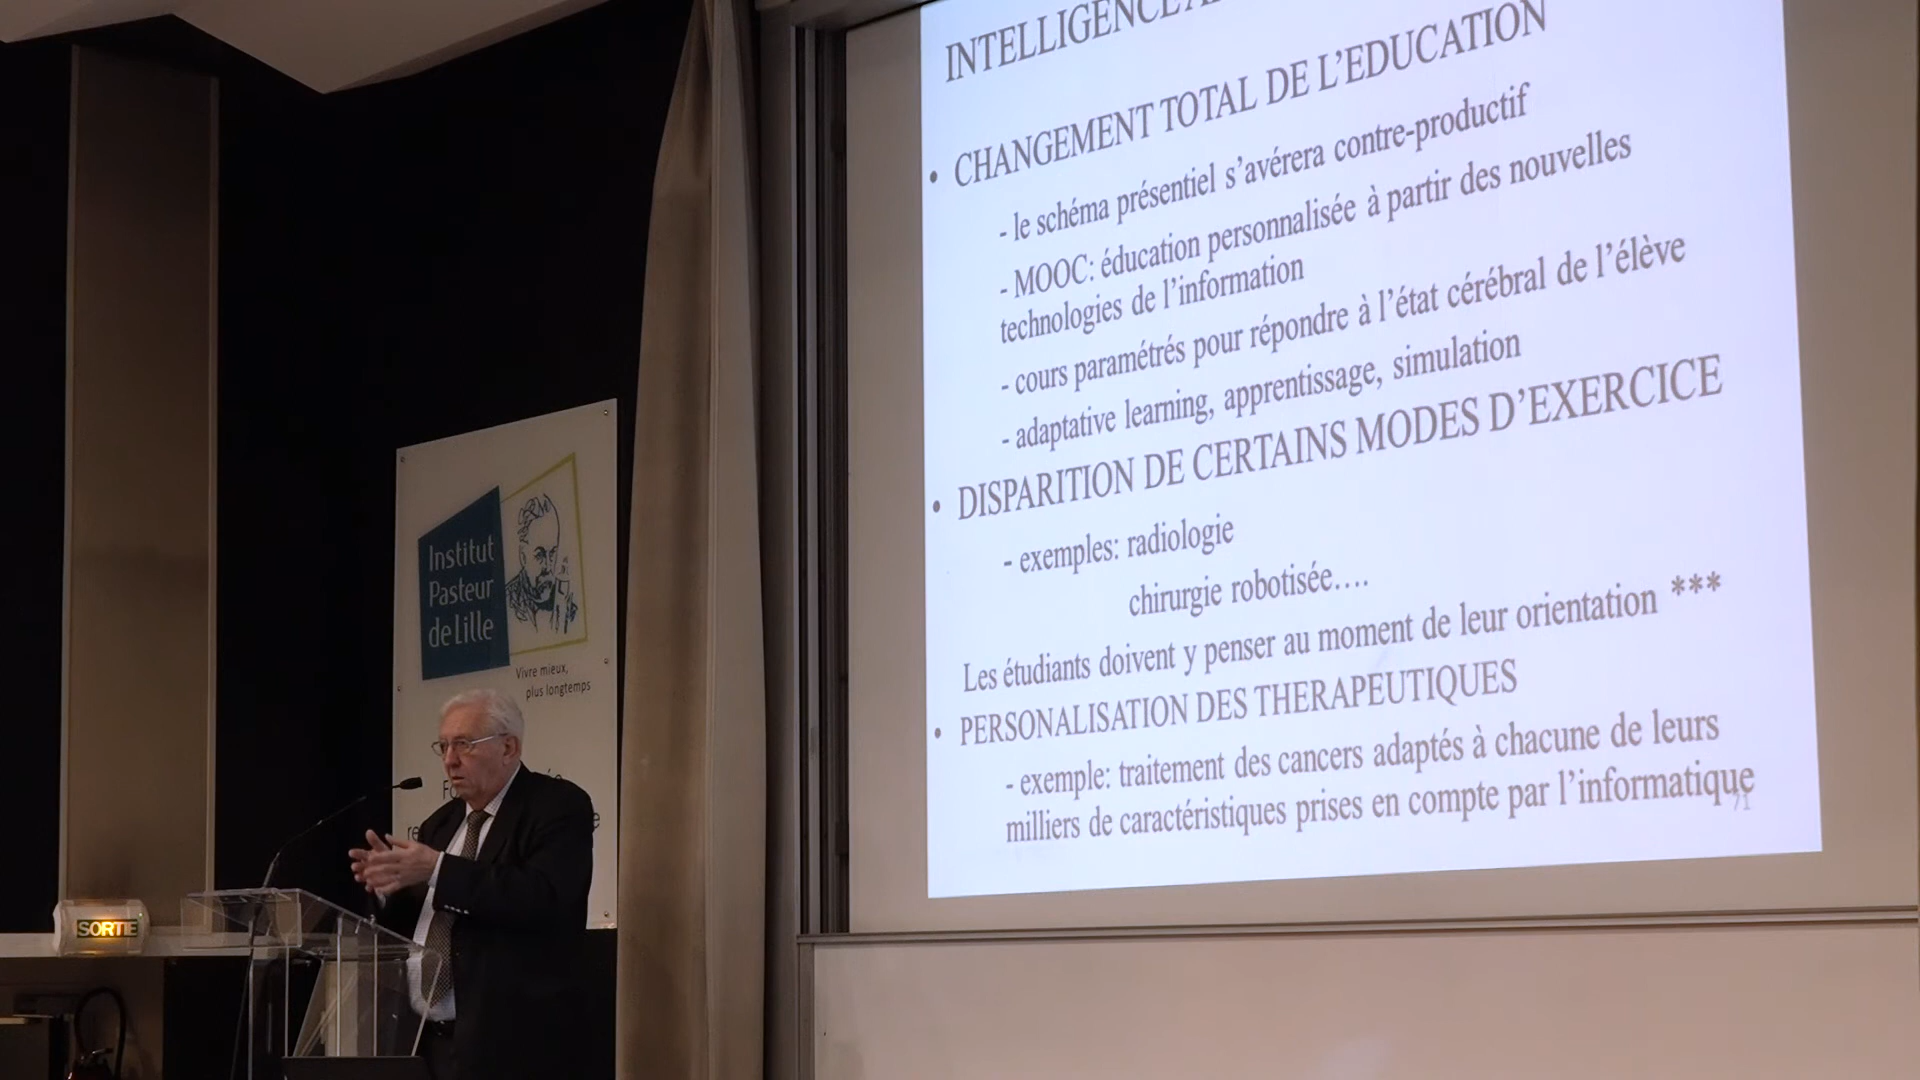 INTELLIGENCE
• CHANGEMENT TOTAL DE L'EDUCATION
- le schéma présentiel s'avérera contre-productif
- MOOC: éducation personnalisée à partir des nouvelles
technologies de l'information
- cours paramétrés pour répondre à l'état cérébral de l'élève
- adaptative learning, apprentissage, simulation
• DISPARITION DE CERTAINS MODES D'EXERCICE
- exemples: radiologie
chirurgie robotisée....
Les étudiants doivent y penser au moment de leur orientation ***
• PERSONALISATION DES THERAPEUTIQUES
- exemple: traitement des cancers adaptés à chacune de leurs
milliers de caractéristiques prises en compte par l'informatique
71
Institut
Pasteur
de Lille
Vivre mieux,
plus longtemps
SORTIE